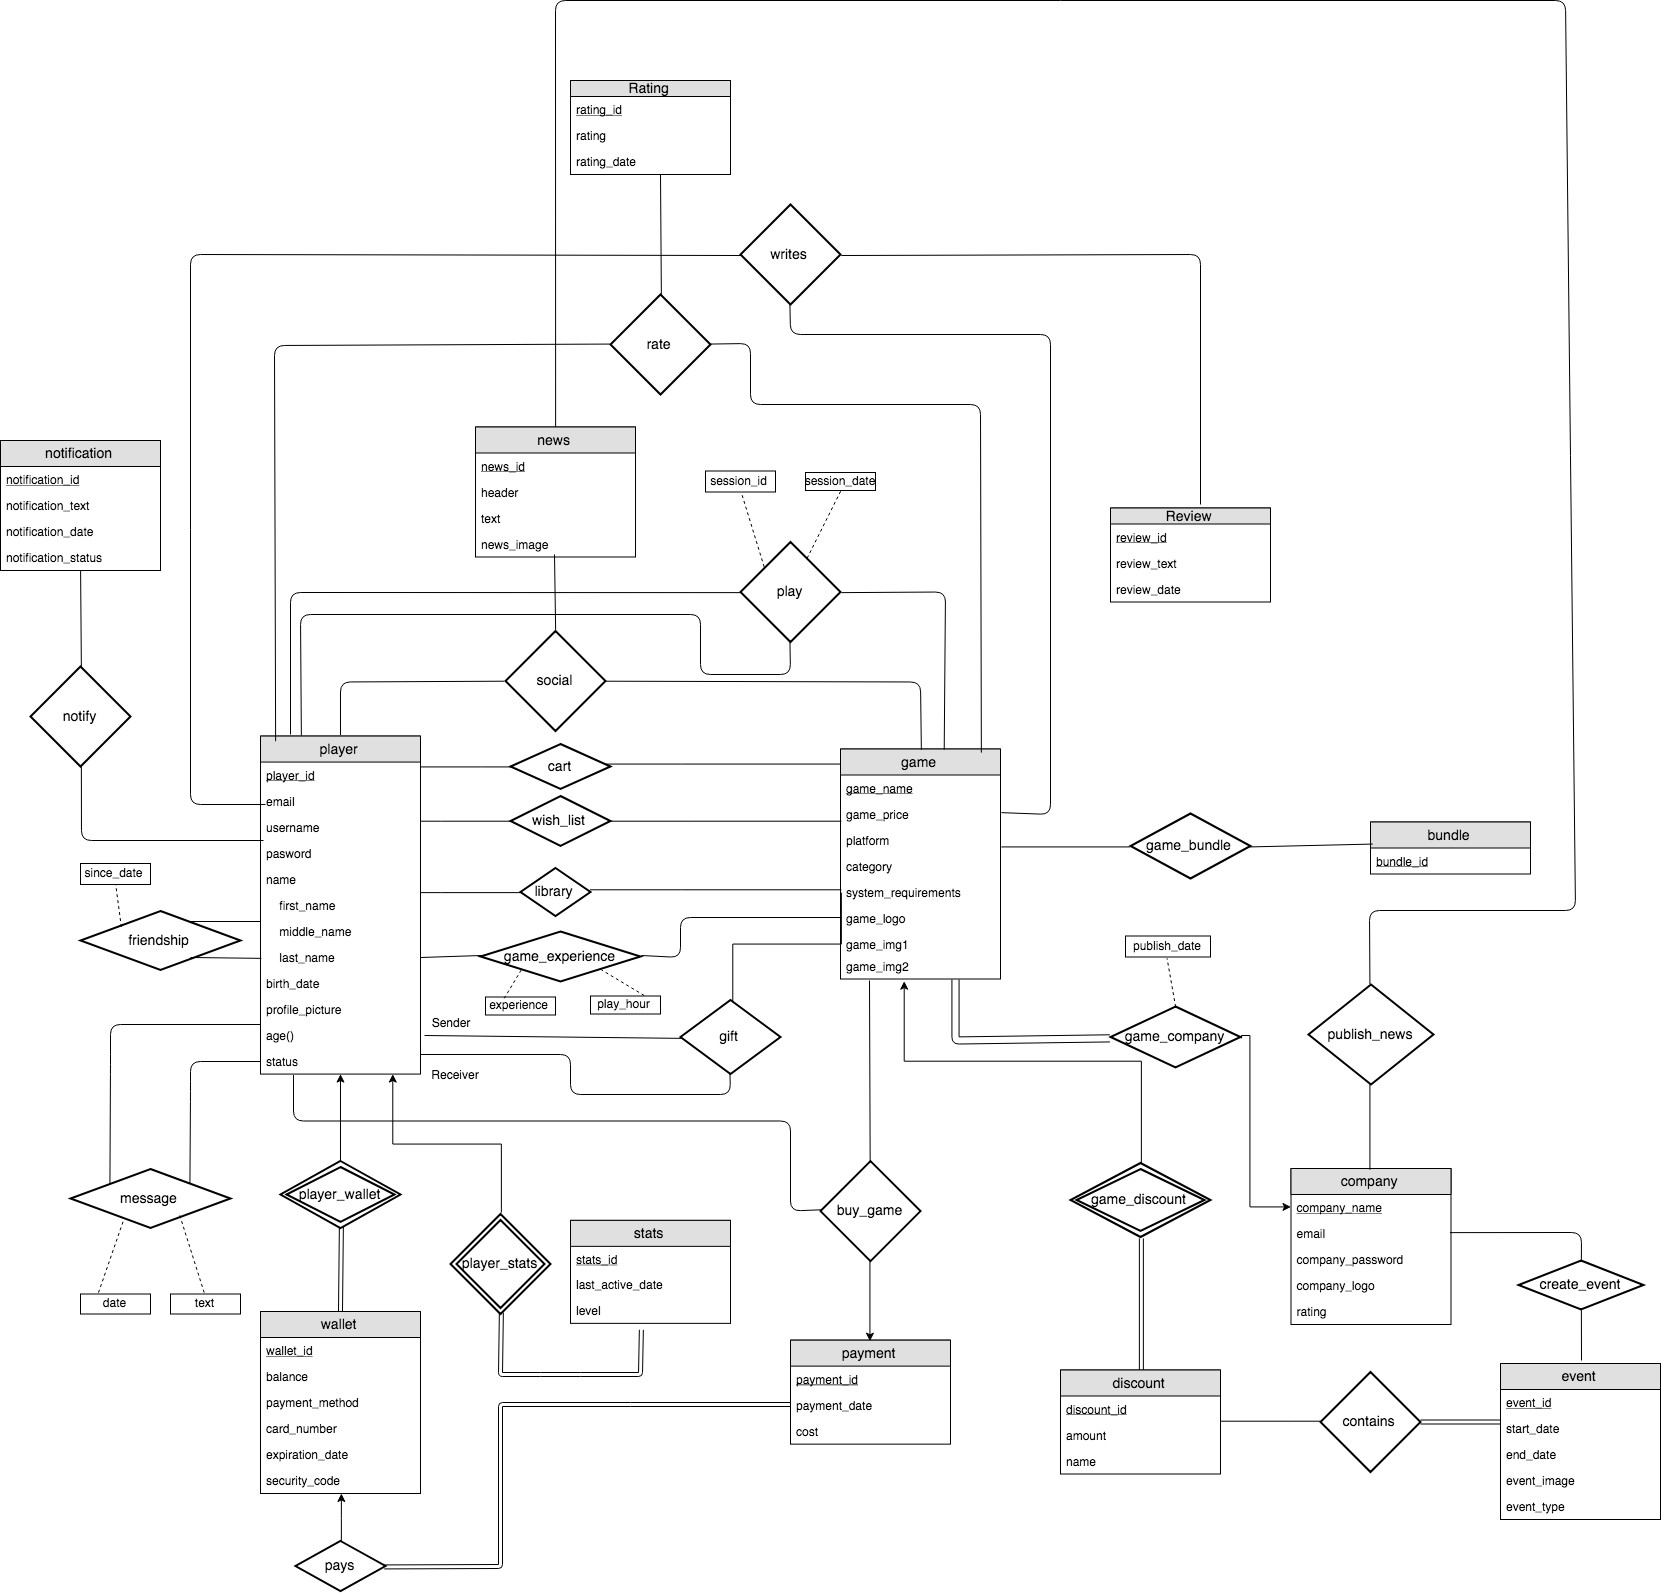 Rating
rating_id
rating
rating_date
writes
rate
notification
notification_id
notification_text
notification_date
notification_status
news
news_id
header
text
news_image
session_id
session_date
play
Review
review_id
review_text
review_date
social
notify
player
player_id
email
username
pasword
name
first_name
middle_name
last_name
birth_date
profile_picture
age()
status
cart
wish_list
library
game_experience
experience
play_hour
game
game_name
game_price
platform
category
system_requirements
game_logo
game_img1
game_img2
game_bundle
bundle
bundle_id
since_date
friendship
Sender
Receiver
gift
publish_date
game_company
publish_news
message
date
text
player_wallet
player_stats
stats
stats_id
last_active_date
level
buy_game
game_discount
company
company_name
email
company_password
company_logo
rating
create_event
wallet
wallet_id
balance
payment_method
card_number
expiration_date
security_code
payment
payment_id
payment_date
cost
discount
discount_id
amount
name
contains
event
event_id
start_date
end_date
event_image
event_type
pays